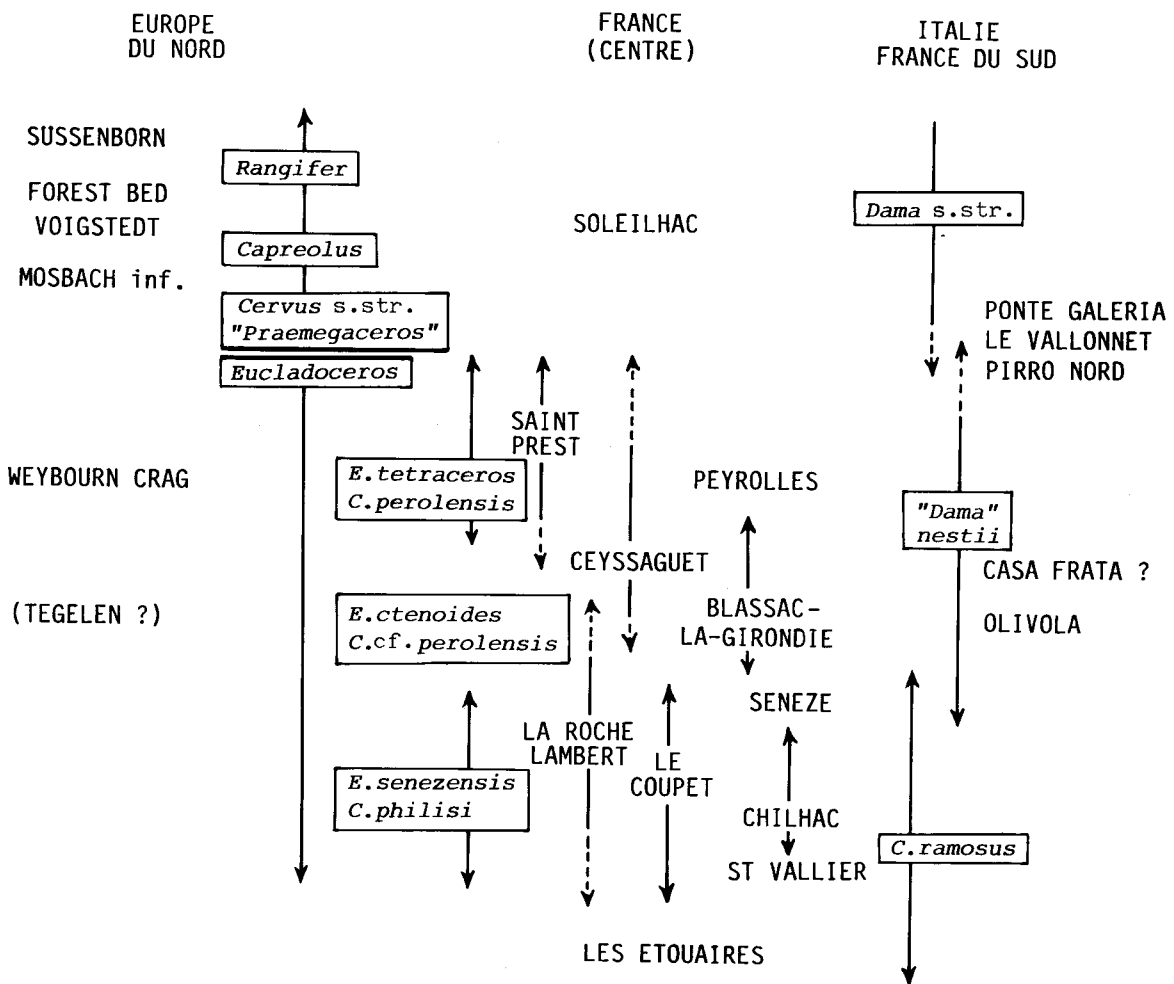 EUROPE
DU NORD
FRANCE
(CENTRE)
ITALIE
FRANCE DU SUD
SUSSENBORN
Rangifer
FOREST BED
VOIGSTEDT
Capreolus
MOSBACH inf.
Cervus s.str.
"Praemegaceros"
Eucladoceros
SOLEILHAC
Dama s.str.
PONTE GALERIA
LE VALLONNET
PIRRO NORD
SAINT
PREST
WEYBOURN CRAG
E.tetraceros
C.perolensis
PEYROLLES
"Dama"
nestii
CEYSSAGUET
CASA FRATA ?
(TEGELEN ?)
E.ctenoides
C.cf.perolensis
BLASSAC-
LA-GIRONDIE
OLIVOLA
SENEZE
LA ROCHE
LAMBERT
LE
COUPET
E.senezensis
C.philisi
CHILHAC
ST VALLIER
C.ramosus
LES ETOUAIRES